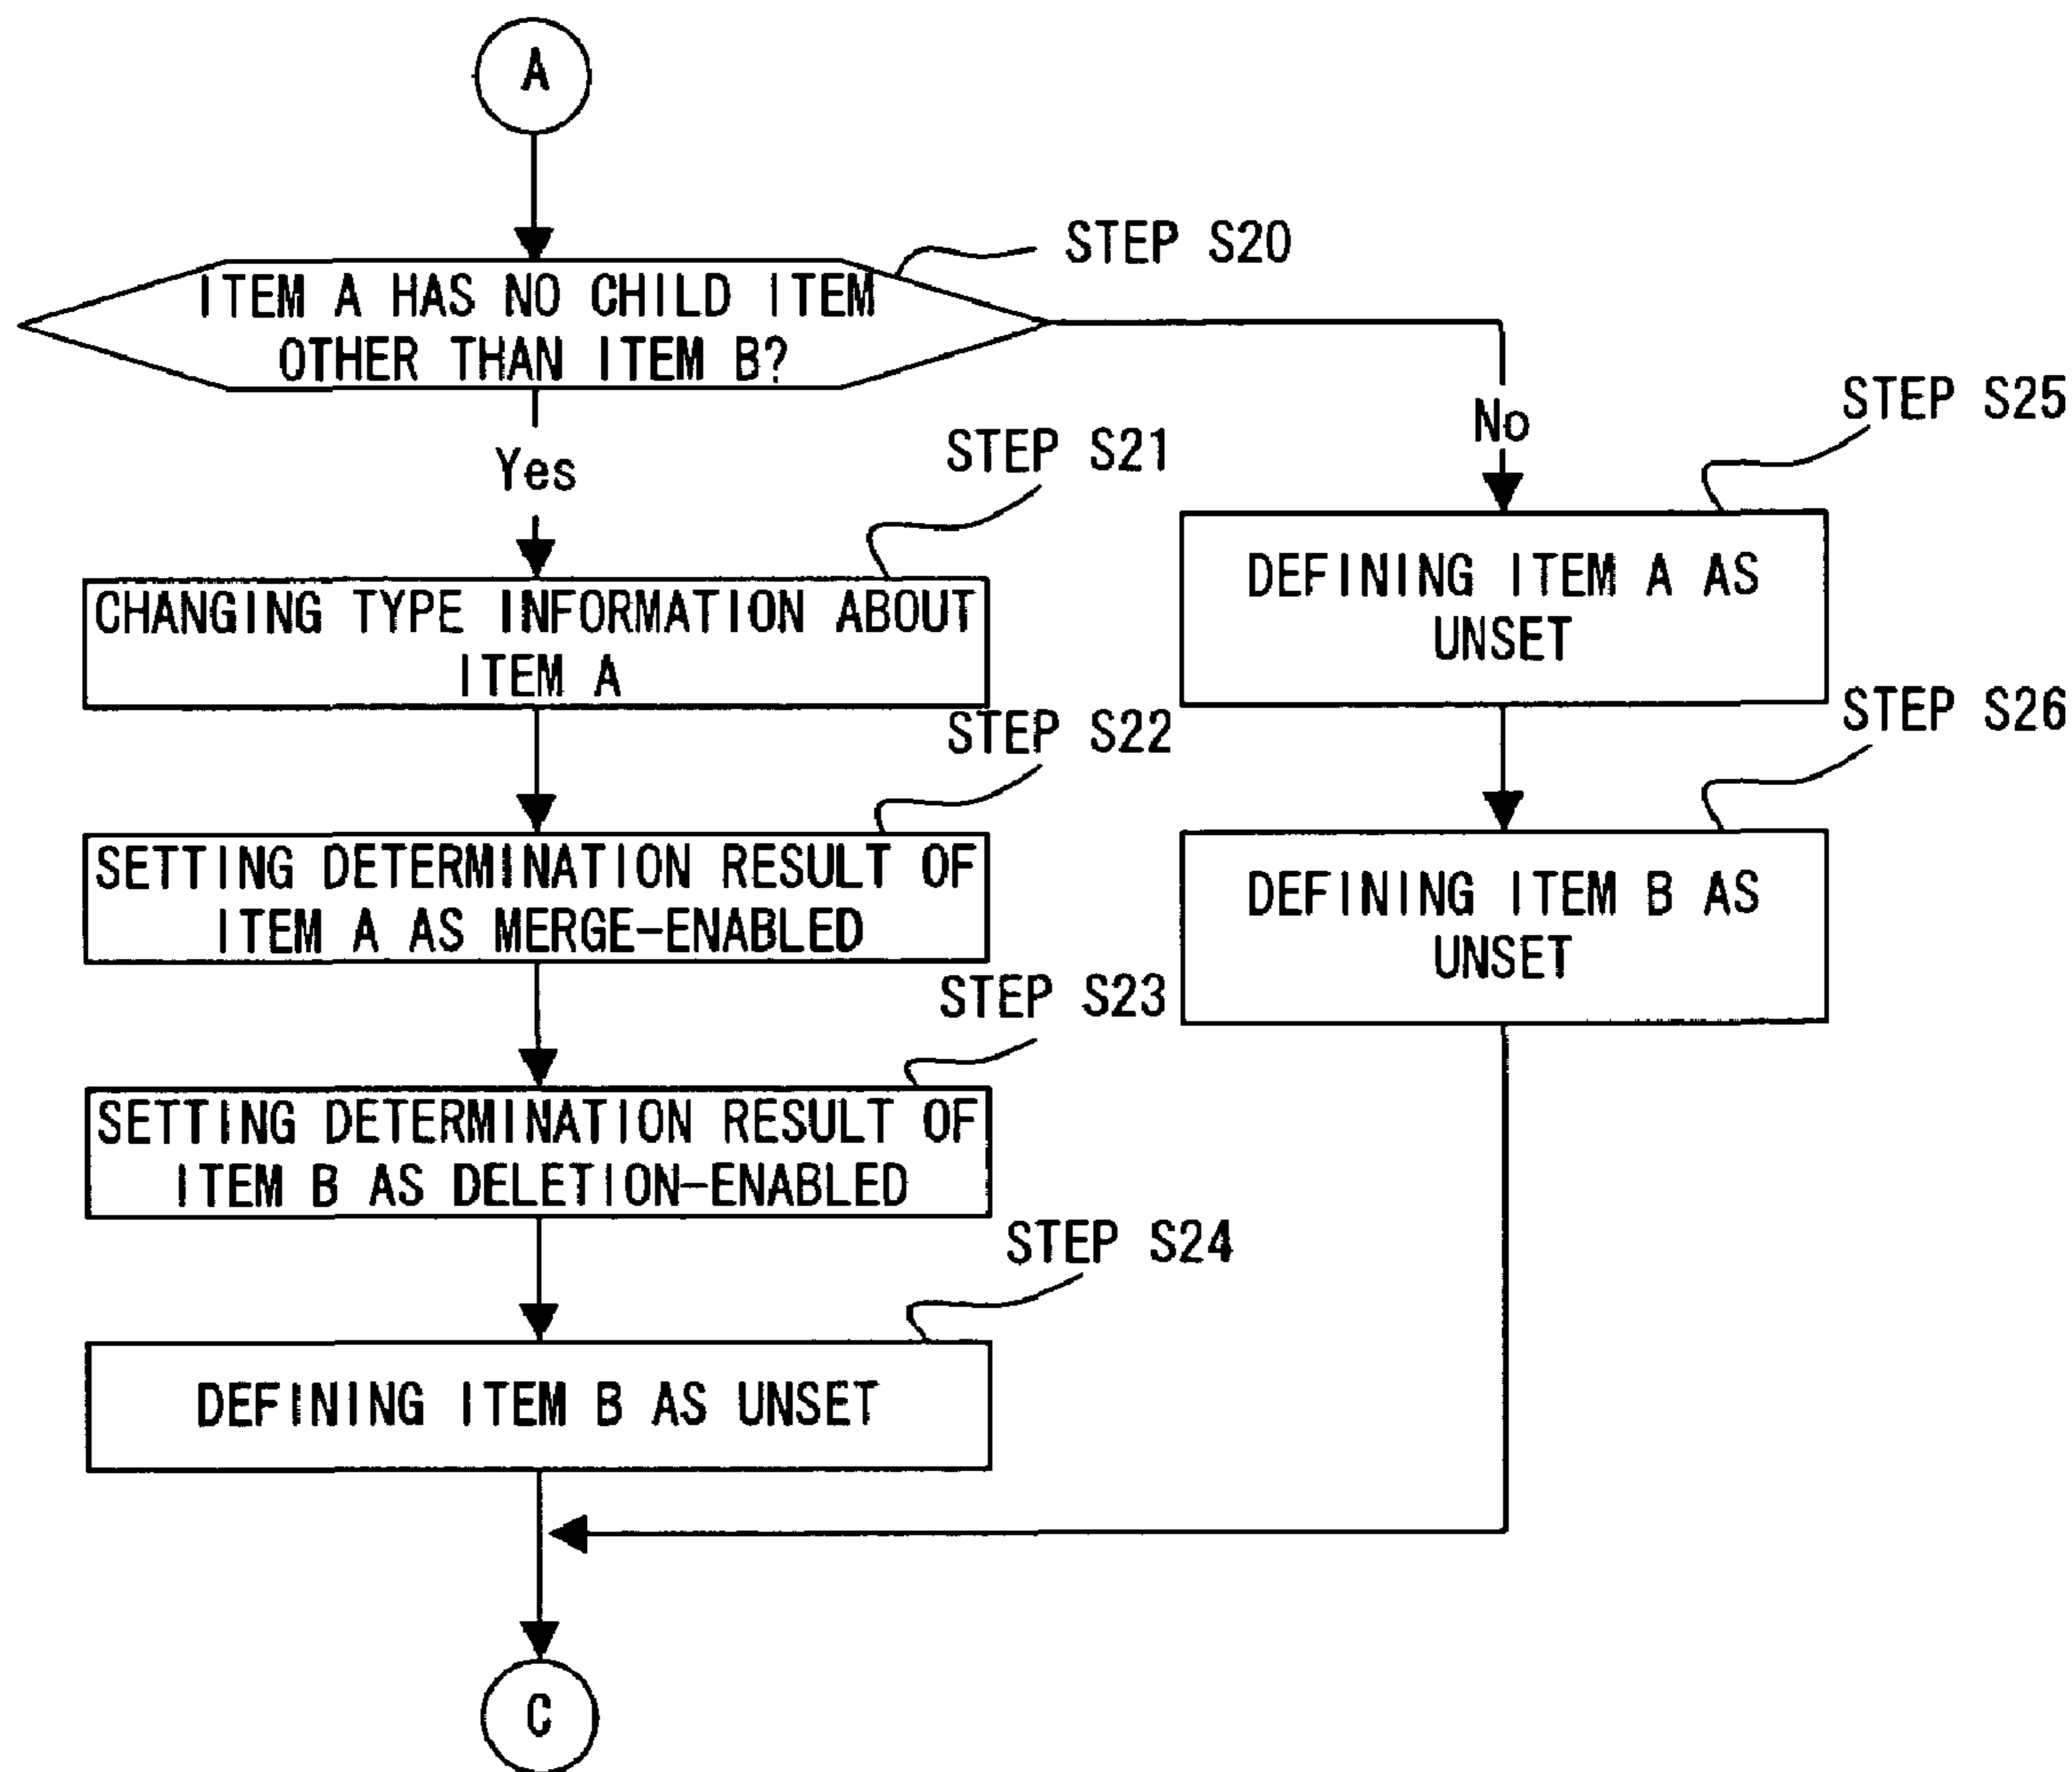 A
STEP S20
ITEM A HAS NO CHILD ITEM
OTHER THAN ITEM B?
No
STEP S25
Yes
STEP S21
DEFINING ITEM A AS
UNSET
CHANGING TYPE INFORMATION ABOUT
ITEM A
STEP S22
STEP S26
SETTING DETERMINATION RESULT OF
ITEM A AS MERGE-ENABLED
DEFINING ITEM B AS
UNSET
STEP S23
SETTING DETERMINATION RESULT OF
ITEM B AS DELETION-ENABLED
STEP S24
DEFINING ITEM B AS UNSET
C